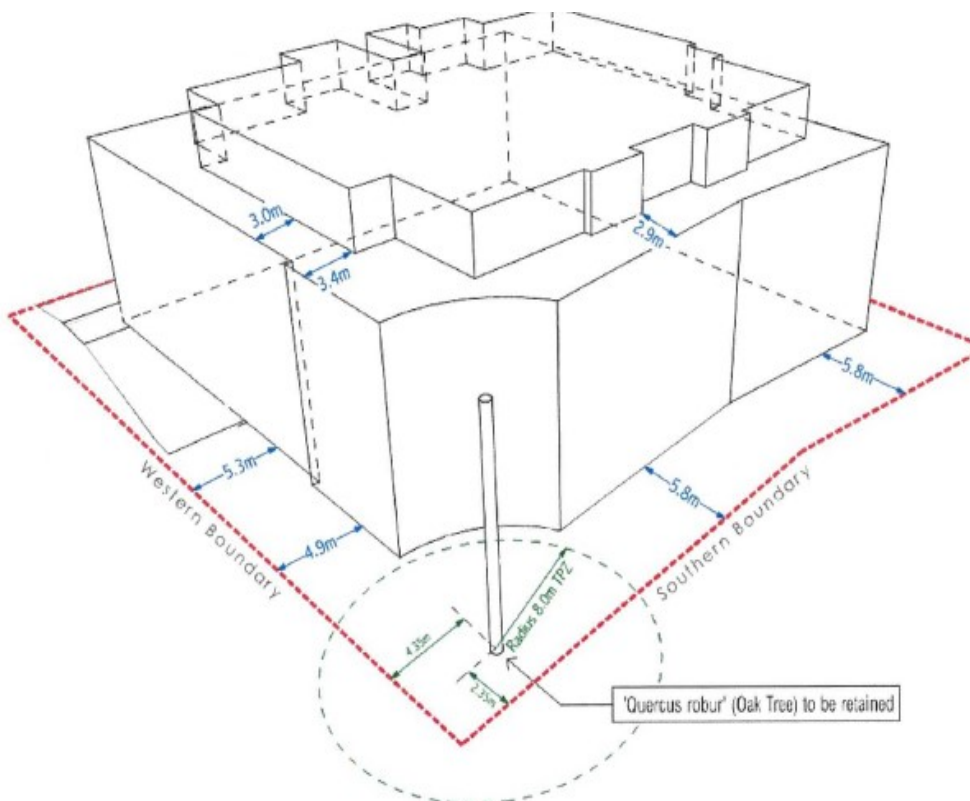 3.0m
3.4m
2.9m
5.8m
5.3m
4.9m
5.8m
Western Boundary
Southern Boundary
Radius 8.0m TPZ
4.35m
2.35m
'Quercus robur' (Oak Tree) to be retained